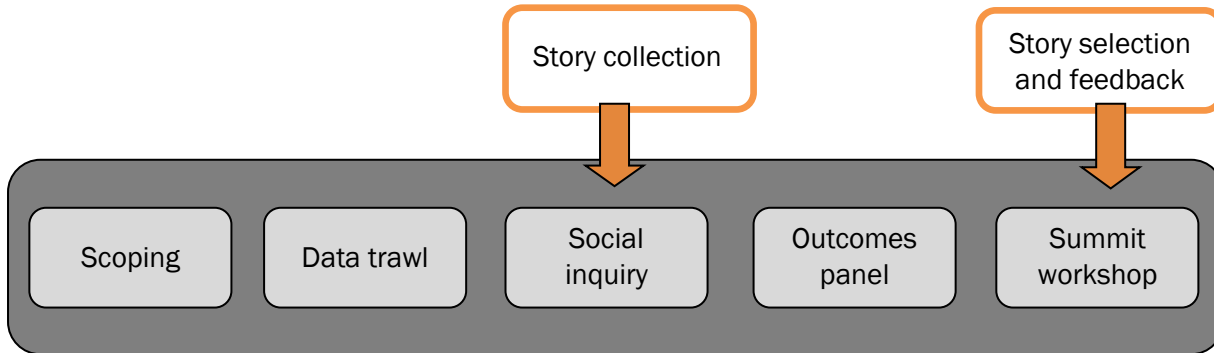 Story collection
Story selection
and feedback
Scoping
Data trawl
Social
inquiry
Outcomes
panel
Summit
workshop